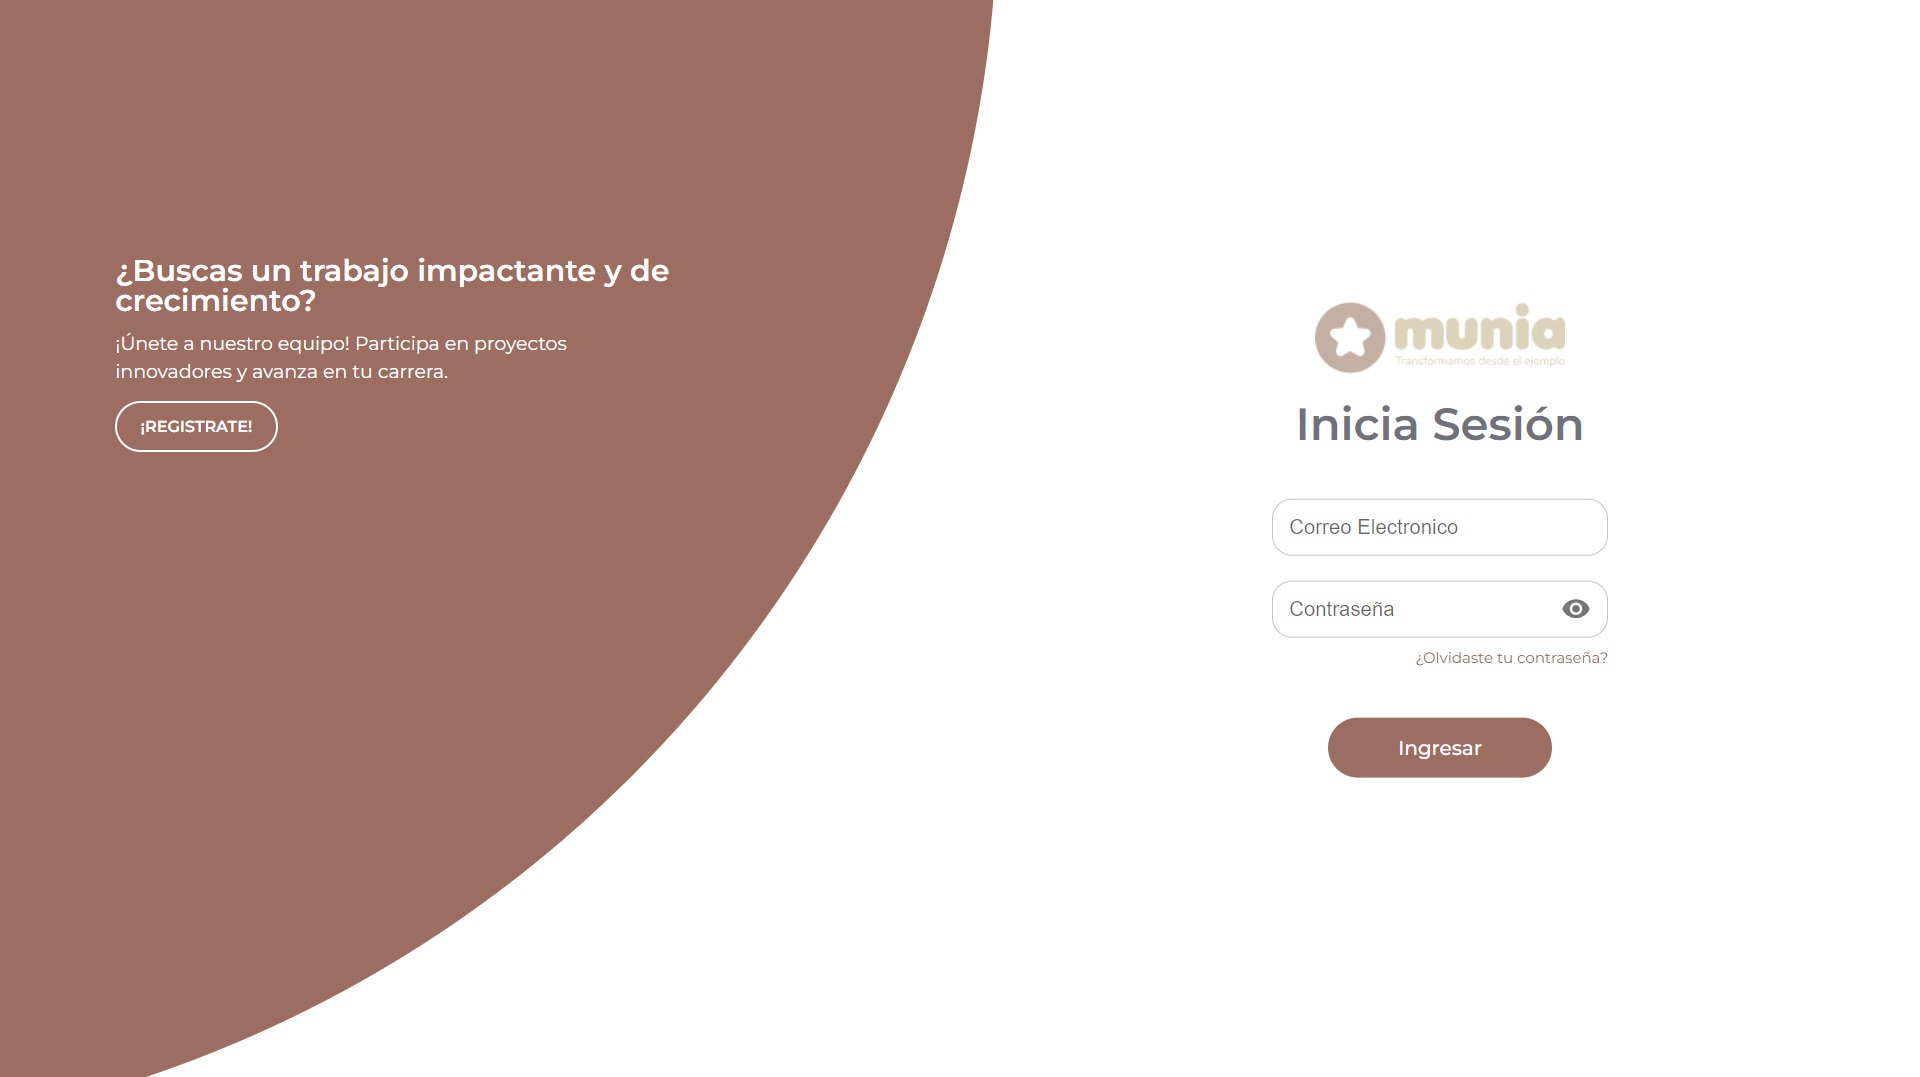 ¿Buscas un trabajo impactante y de
crecimiento?
¡Únete a nuestro equipo! Participa en proyectos
innovadores y avanza en tu carrera.
¡REGISTRATE!
munia
Transformamos desde el ejemplo
Inicia Sesión
Correo Electronico
Contraseña
¿Olvidaste tu contraseña?
Ingresar